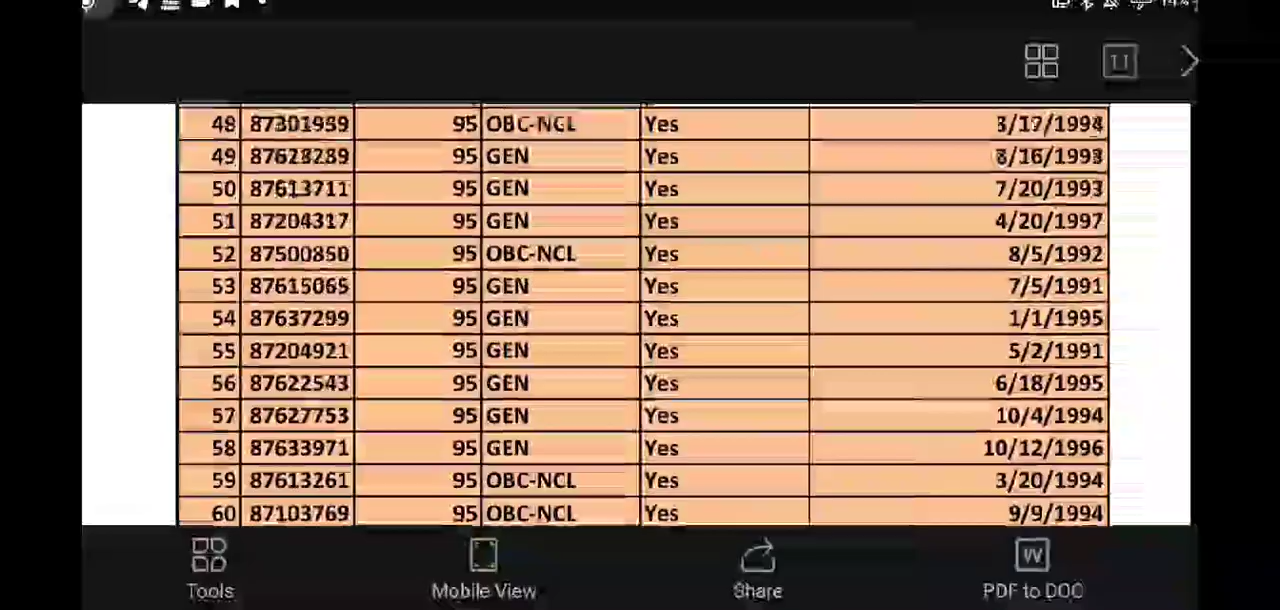 48 87301959 95 OBC-NCL Yes 3/17/1994
49 87628289 95 GEN Yes 8/16/1993
50 87613711 95 GEN Yes 7/20/1993
51 87204317 95 GEN Yes 4/20/1997
52 87500850 95 OBC-NCL Yes 8/5/1992
53 87615065 95 GEN Yes 7/5/1991
54 87637299 95 GEN Yes 1/1/1995
55 87204921 95 GEN Yes 5/2/1991
56 87622543 95 GEN Yes 6/18/1995
57 87627753 95 GEN Yes 10/4/1994
58 87633971 95 GEN Yes 10/12/1996
59 87613261 95 OBC-NCL Yes 3/20/1994
60 87103769 95 OBC-NCL Yes 9/9/1994
Tools Mobile View Share PDF to DOC